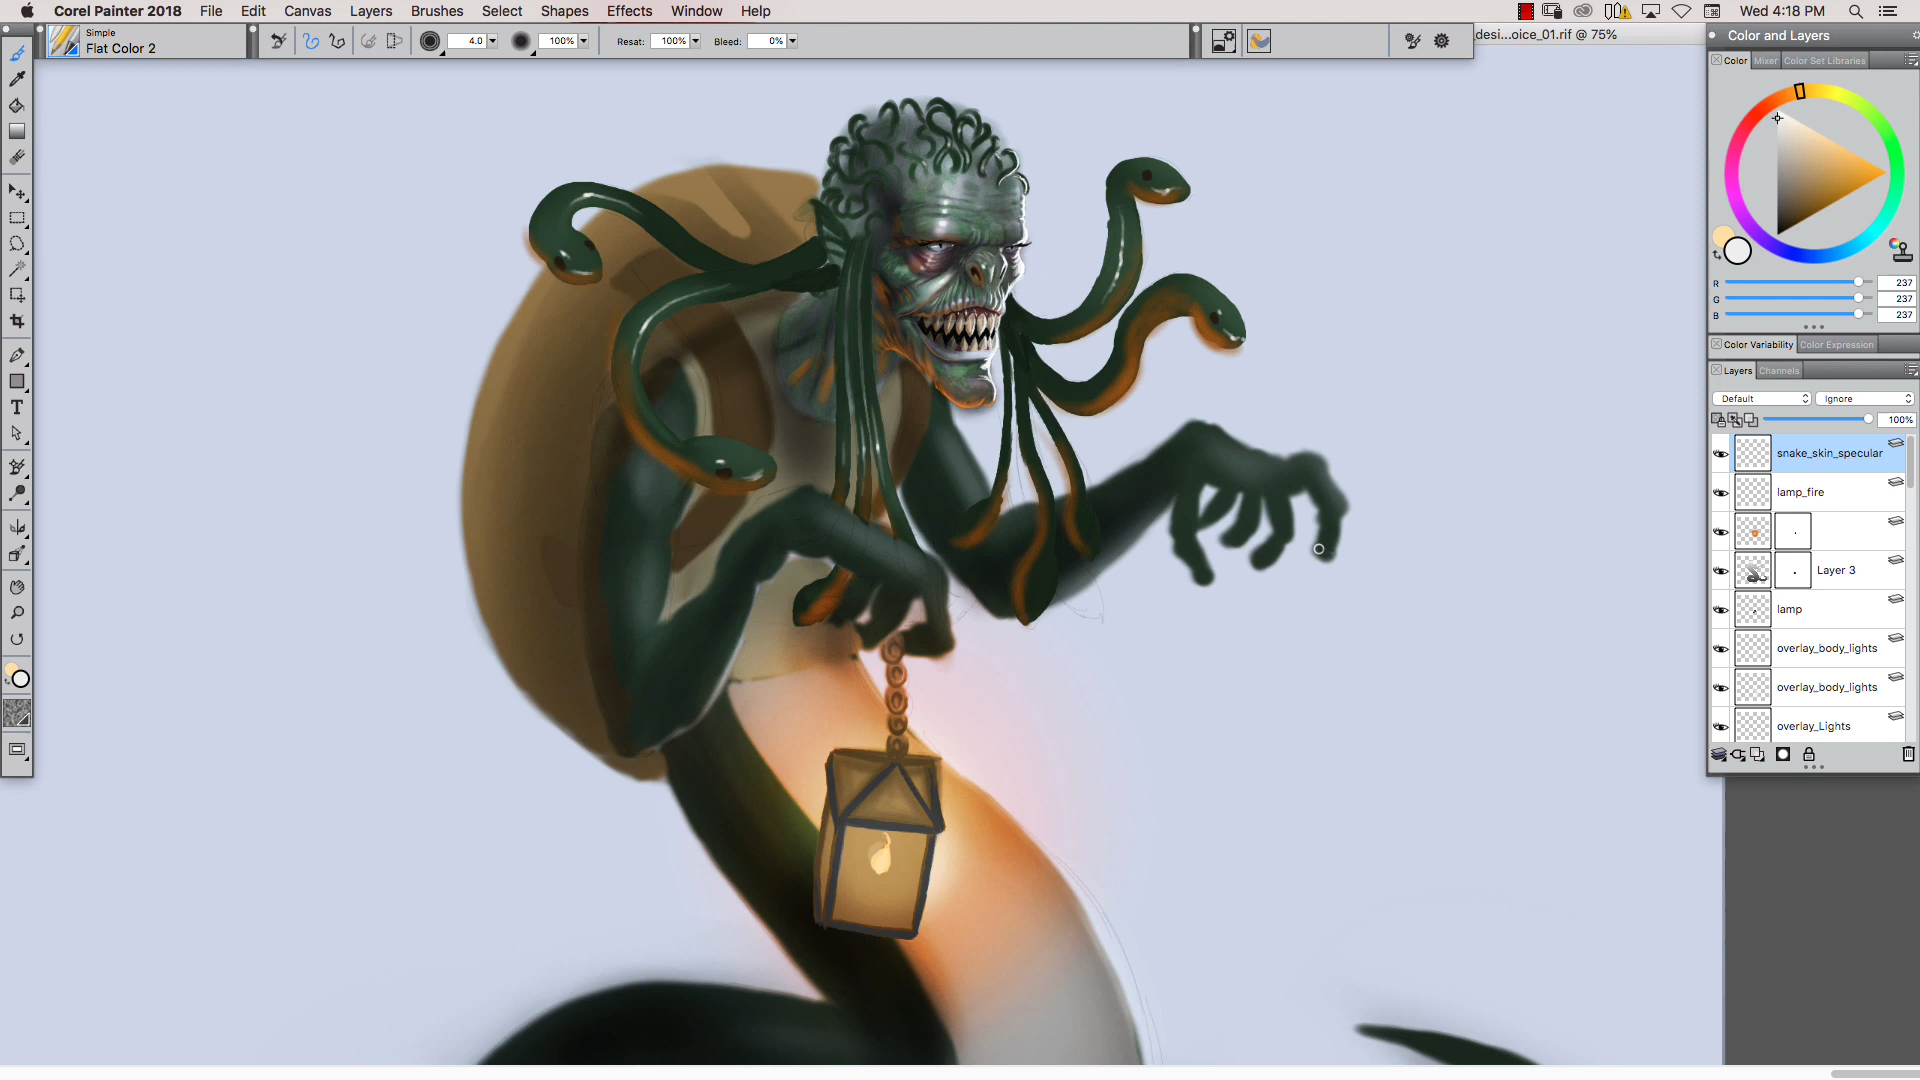 Corel Painter 2018 File Edit Canvas Layers Brushes Select Shapes Effects Window Help Wed 4:18 PM
Simple
Flat Color 2
4.0 100% Resat: 100% Bleed: 0%
_desi...oice_01.rif @ 75%
Color and Layers
Color Mixer Color Set Libraries
R 237
G 237
B 237
Color Variability Color Expression
Layers Channels
Default Ignore
100%
snake_skin_specular
lamp_fire
Layer 3
lamp
overlay_body_lights
overlay_body_lights
overlay_Lights
T